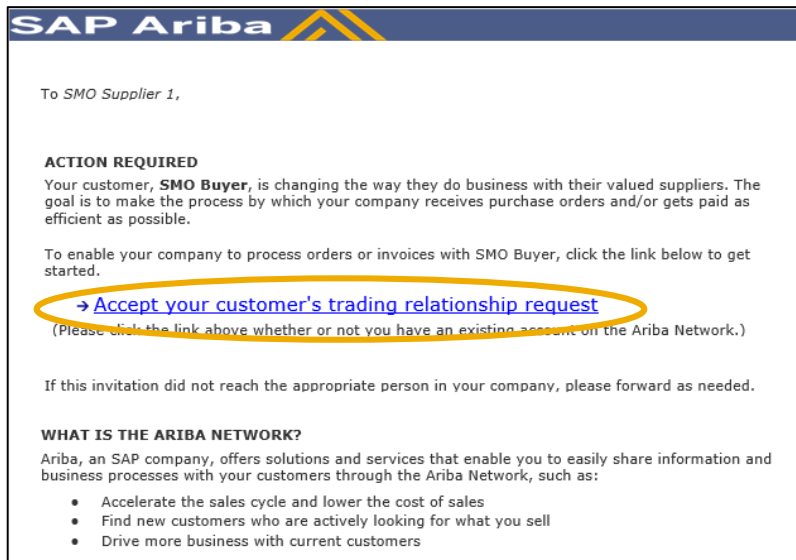 SAP Ariba
To SMO Supplier 1,
ACTION REQUIRED
Your customer, SMO Buyer, is changing the way they do business with their valued suppliers. The
goal is to make the process by which your company receives purchase orders and/or gets paid as
efficient as possible.
To enable your company to process orders or invoices with SMO Buyer, click the link below to get
started.
→ Accept your customer's trading relationship request
(Please click the link above whether or not you have an existing account on the Ariba Network.)
If this invitation did not reach the appropriate person in your company, please forward as needed.
WHAT IS THE ARIBA NETWORK?
Ariba, an SAP company, offers solutions and services that enable you to easily share information and
business processes with your customers through the Ariba Network, such as:
• Accelerate the sales cycle and lower the cost of sales
• Find new customers who are actively looking for what you sell
• Drive more business with current customers